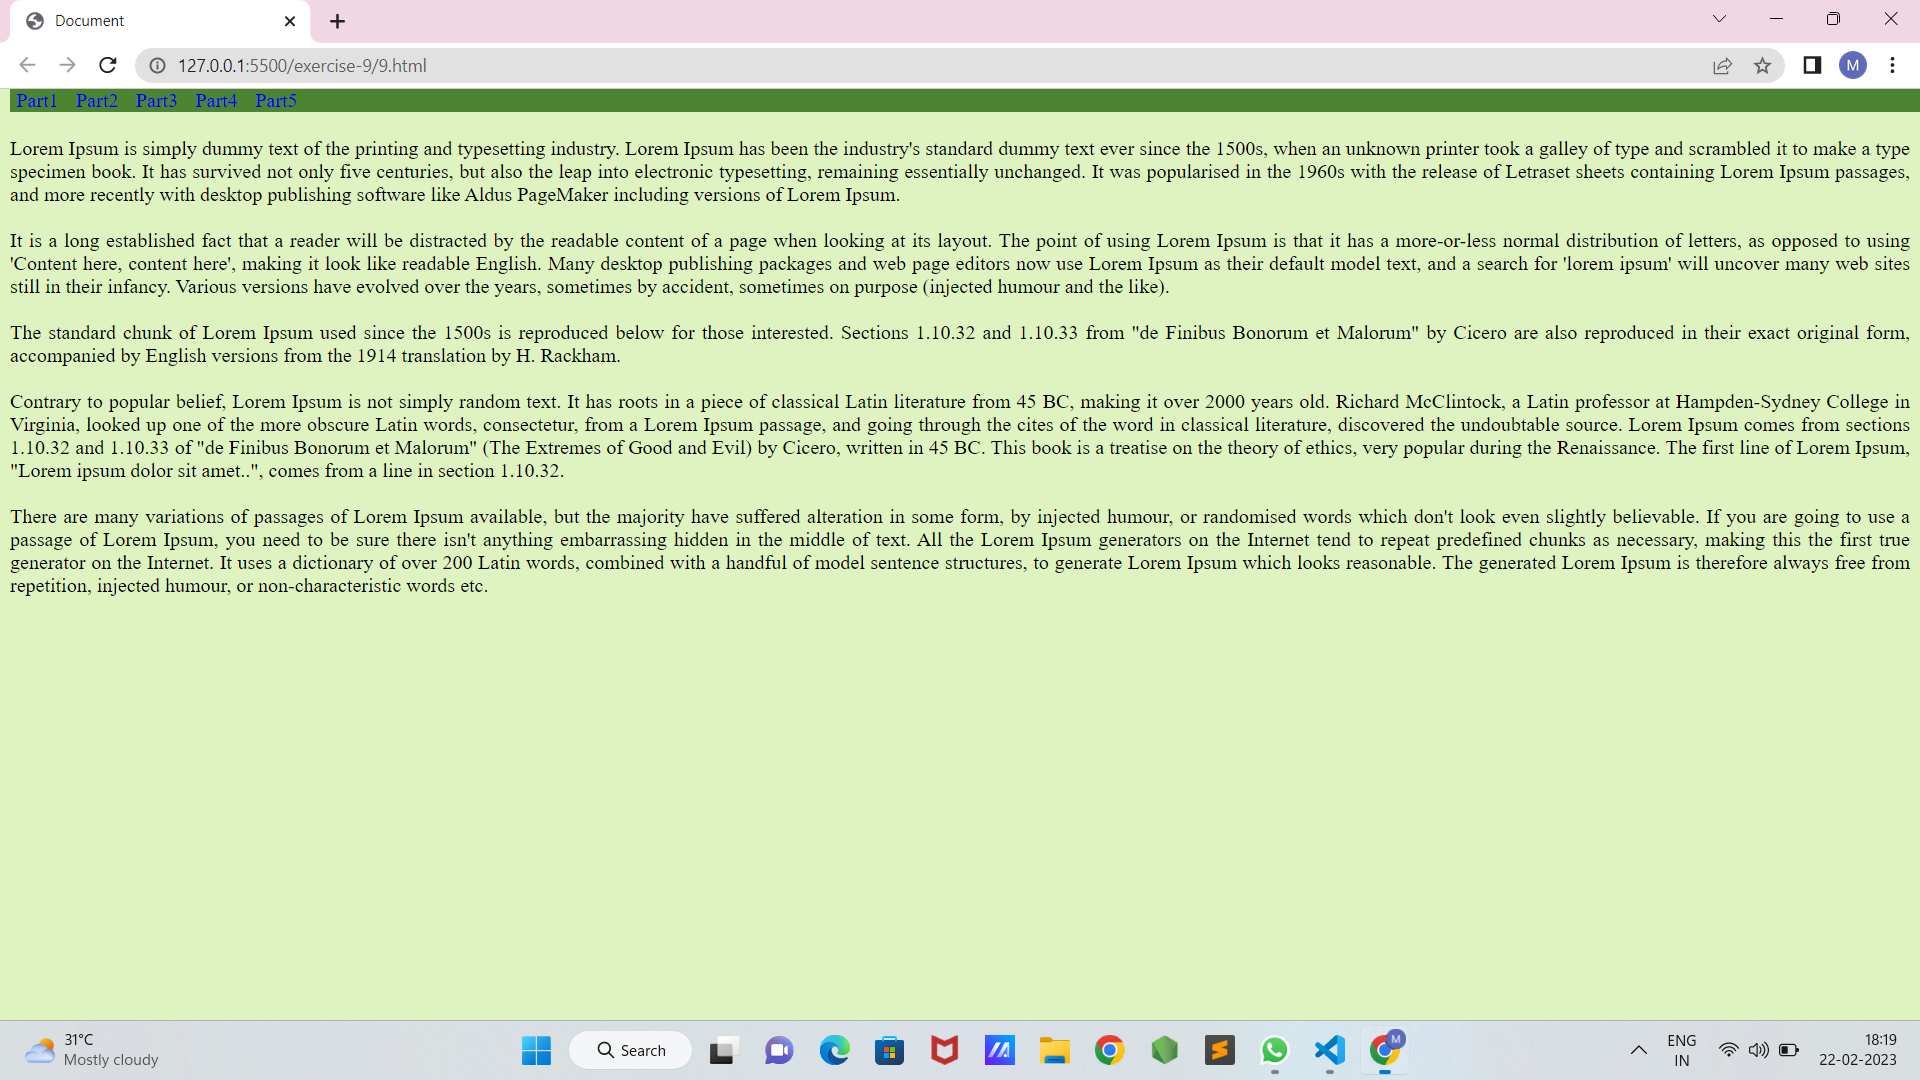 Document
127.0.0.1:5500/exercise-9/9.html
M
Part1 Part2 Part3 Part4 Part5
Lorem Ipsum is simply dummy text of the printing and typesetting industry. Lorem Ipsum has been the industry's standard dummy text ever since the 1500s, when an unknown printer took a galley of type and scrambled it to make a type
specimen book. It has survived not only five centuries, but also the leap into electronic typesetting, remaining essentially unchanged. It was popularised in the 1960s with the release of Letraset sheets containing Lorem Ipsum passages,
and more recently with desktop publishing software like Aldus PageMaker including versions of Lorem Ipsum.
It is a long established fact that a reader will be distracted by the readable content of a page when looking at its layout. The point of using Lorem Ipsum is that it has a more-or-less normal distribution of letters, as opposed to using
'Content here, content here', making it look like readable English. Many desktop publishing packages and web page editors now use Lorem Ipsum as their default model text, and a search for 'lorem ipsum' will uncover many web sites
still in their infancy. Various versions have evolved over the years, sometimes by accident, sometimes on purpose (injected humour and the like).
The standard chunk of Lorem Ipsum used since the 1500s is reproduced below for those interested. Sections 1.10.32 and 1.10.33 from "de Finibus Bonorum et Malorum" by Cicero are also reproduced in their exact original form,
accompanied by English versions from the 1914 translation by H. Rackham.
Contrary to popular belief, Lorem Ipsum is not simply random text. It has roots in a piece of classical Latin literature from 45 BC, making it over 2000 years old. Richard McClintock, a Latin professor at Hampden-Sydney College in
Virginia, looked up one of the more obscure Latin words, consectetur, from a Lorem Ipsum passage, and going through the cites of the word in classical literature, discovered the undoubtable source. Lorem Ipsum comes from sections
1.10.32 and 1.10.33 of "de Finibus Bonorum et Malorum" (The Extremes of Good and Evil) by Cicero, written in 45 BC. This book is a treatise on the theory of ethics, very popular during the Renaissance. The first line of Lorem Ipsum,
"Lorem ipsum dolor sit amet..", comes from a line in section 1.10.32.
There are many variations of passages of Lorem Ipsum available, but the majority have suffered alteration in some form, by injected humour, or randomised words which don't look even slightly believable. If you are going to use a
passage of Lorem Ipsum, you need to be sure there isn't anything embarrassing hidden in the middle of text. All the Lorem Ipsum generators on the Internet tend to repeat predefined chunks as necessary, making this the first true
generator on the Internet. It uses a dictionary of over 200 Latin words, combined with a handful of model sentence structures, to generate Lorem Ipsum which looks reasonable. The generated Lorem Ipsum is therefore always free from
repetition, injected humour, or non-characteristic words etc.
31°C
Mostly cloudy
Search
M
ENG
IN
18:19
22-02-2023